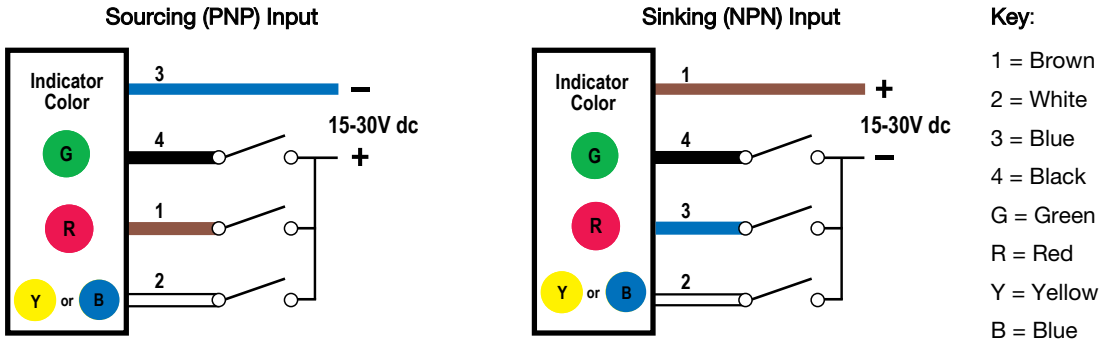 Sourcing (PNP) Input
Indicator
Color
3
−
15-30V dc
G
4
+
R
1
Y or B
2
Sinking (NPN) Input
Indicator
Color
1
+
15-30V dc
G
4
−
R
3
Y or B
2
Key:
1 = Brown
2 = White
3 = Blue
4 = Black
G = Green
R = Red
Y = Yellow
B = Blue